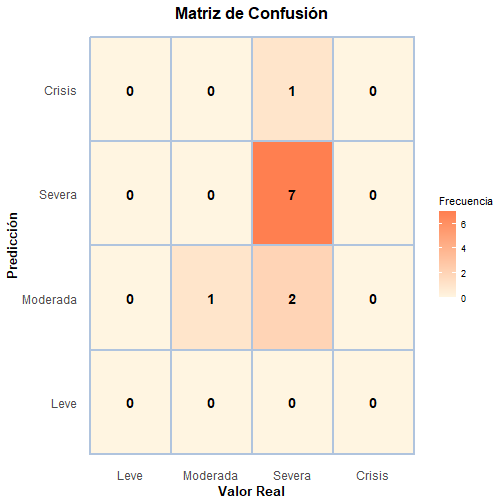 Matriz de Confusión
Predicción
Crisis
0 0 1 0
Severa
0 0 7 0
Moderada
0 1 2 0
Leve
0 0 0 0
Leve Moderada Severa Crisis
Valor Real
Frecuencia
6
4
2
0